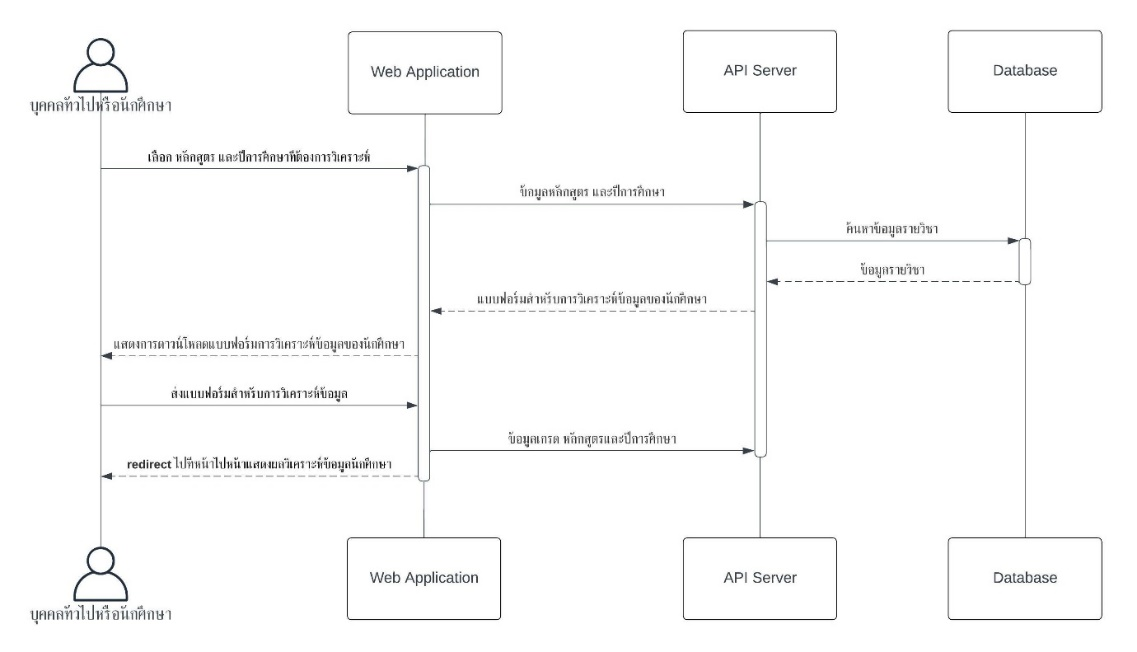 Web Application
API Server
Database
บุคคลทั่วไปหรือนักศึกษา
เลือก หลักสูตร และปีการศึกษาที่ต้องการวิเคราะห์
ข้อมูลหลักสูตร และปีการศึกษา
ค้นหาข้อมูลรายวิชา
ข้อมูลรายวิชา
แบบฟอร์มสำหรับการวิเคราะห์ข้อมูลของนักศึกษา
แสดงการดาวน์โหลดแบบฟอร์มการวิเคราะห์ข้อมูลของนักศึกษา
ส่งแบบฟอร์มสำหรับการวิเคราะห์ข้อมูล
ข้อมูลเกรด หลักสูตรและปีการศึกษา
redirect ไปที่หน้าไปหน้าแสดงผลวิเคราะห์ข้อมูลนักศึกษา
Web Application
API Server
Database
บุคคลทั่วไปหรือนักศึกษา